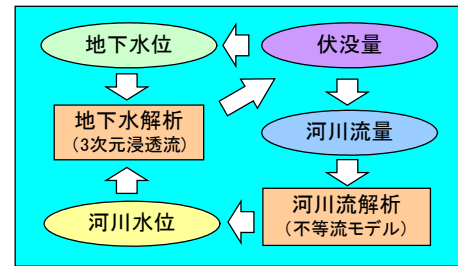 地下水位
伏没量
地下水解析
(3次元浸透流)
河川流量
河川水位
河川流解析
(不等流モデル)